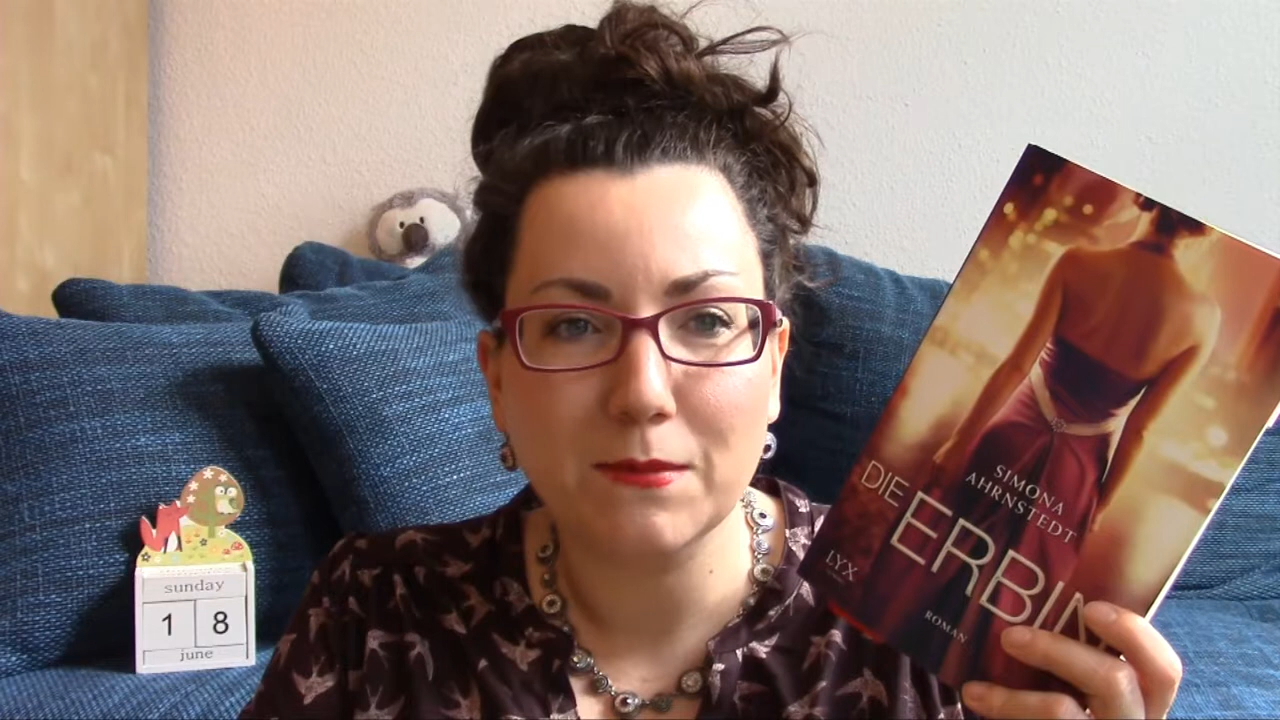 sunday
1 8
june
SIMONA
AHRNSTEDT
DIE
ERBIN
LYX
ROMAN